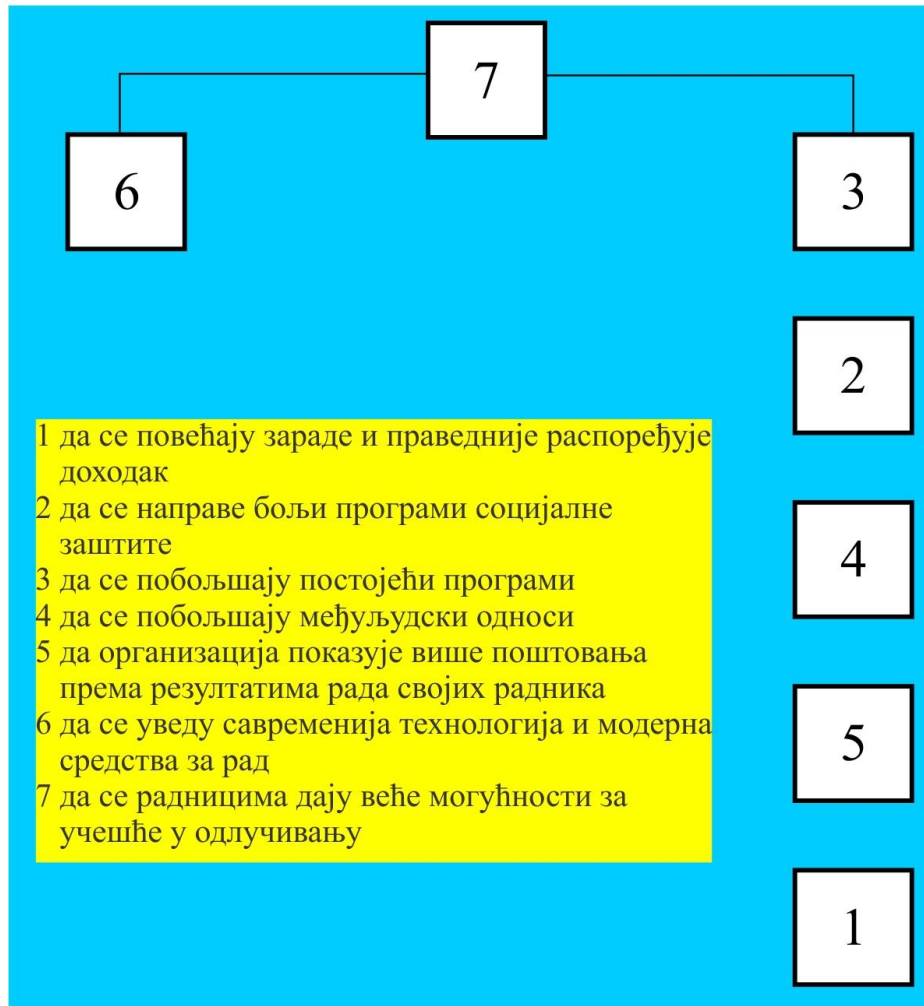 7
6
3
2
4
5
1
1 да се повећају зараде и праведније распоређује
доходак
2 да се направе бољи програми социјалне
заштите
3 да се побољшају постојећи програми
4 да се побољшају међуљудски односи
5 да организација показује више поштовања
према резултатима рада својих радника
6 да се уведу савременија технологија и модерна
средства за рад
7 да се радницима дају веће могућности за
учешће у одлучивању